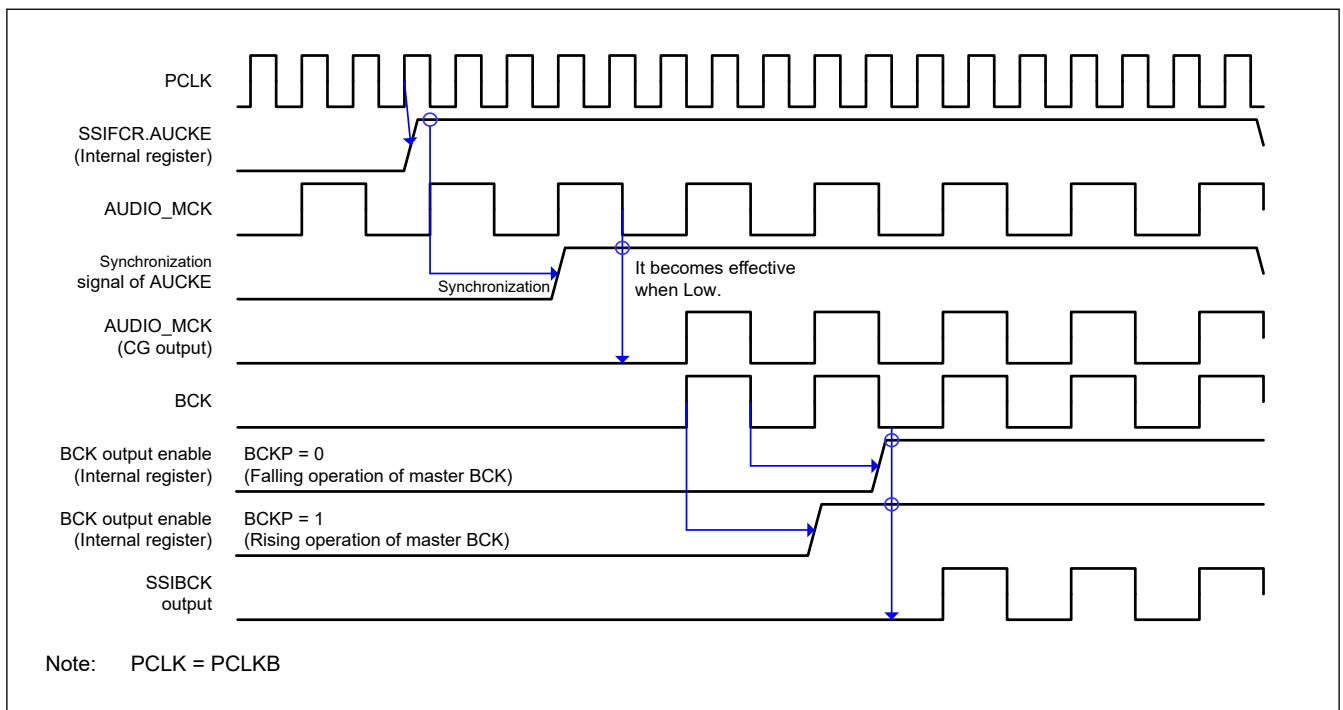 PCLK
SSIFCR.AUCKE
(Internal register)
AUDIO_MCK
Synchronization
signal of AUCKE
Synchronization
It becomes effective
when Low.
AUDIO_MCK
(CG output)
BCK
BCK output enable
(Internal register)
BCKP = 0
(Falling operation of master BCK)
BCK output enable
(Internal register)
BCKP = 1
(Rising operation of master BCK)
SSIBCK
output
Note: PCLK = PCLKB